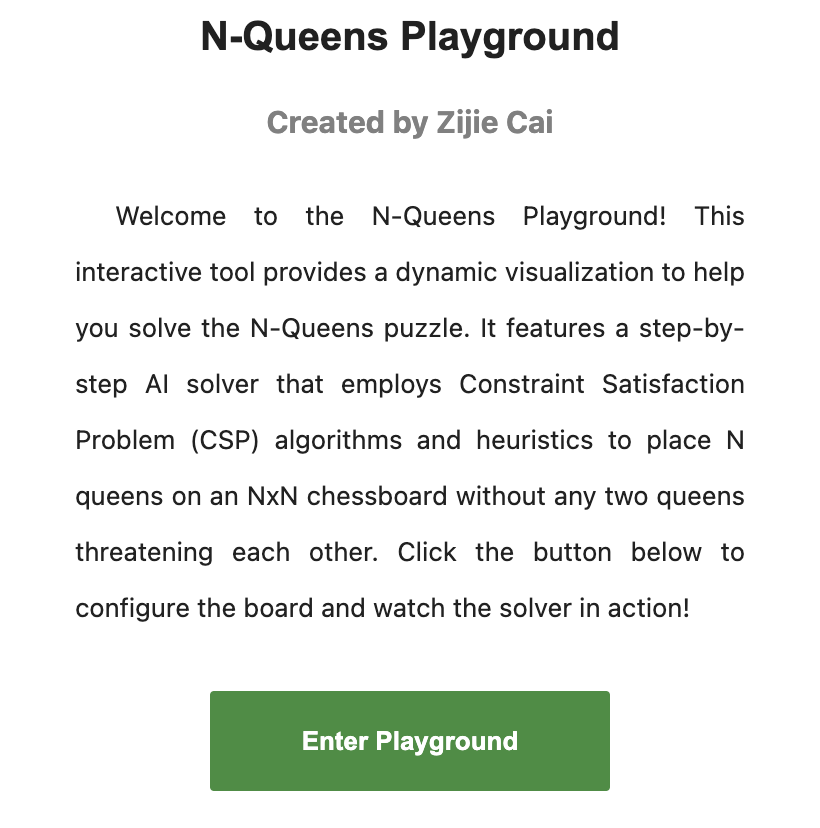 N-Queens Playground
Created by Zijie Cai
Welcome to the N-Queens Playground! This
interactive tool provides a dynamic visualization to help
you solve the N-Queens puzzle. It features a step-by-
step AI solver that employs Constraint Satisfaction
Problem (CSP) algorithms and heuristics to place N
queens on an NxN chessboard without any two queens
threatening each other. Click the button below to
configure the board and watch the solver in action!
Enter Playground